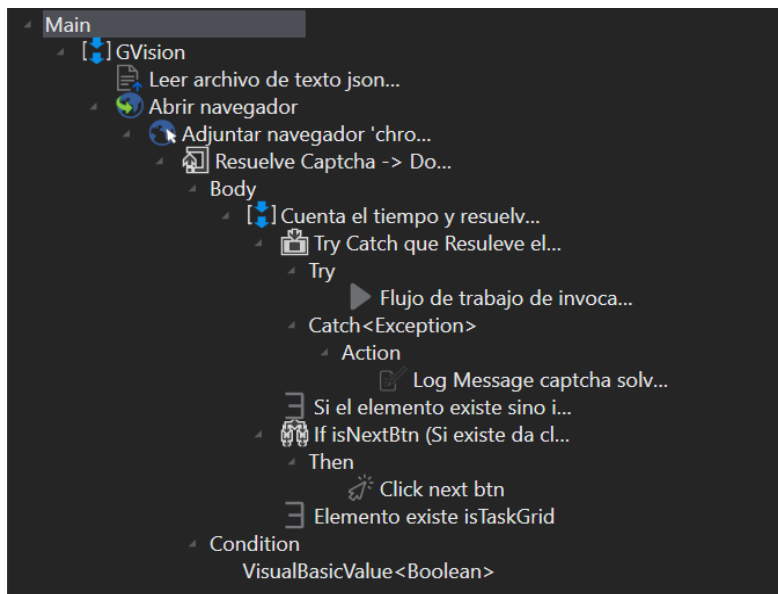 Main
GVision
Leer archivo de texto json...
Abrir navegador
Adjuntar navegador 'chro...
Resuelve Captcha -> Do...
Body
Cuenta el tiempo y resuelv...
Try Catch que Resuleve el...
Try
Flujo de trabajo de invoca...
Catch<Exception>
Action
Log Message captcha solv...
Si el elemento existe sino i...
If isNextBtn (Si existe da cl...
Then
Click next btn
Elemento existe isTaskGrid
Condition
VisualBasicValue<Boolean>